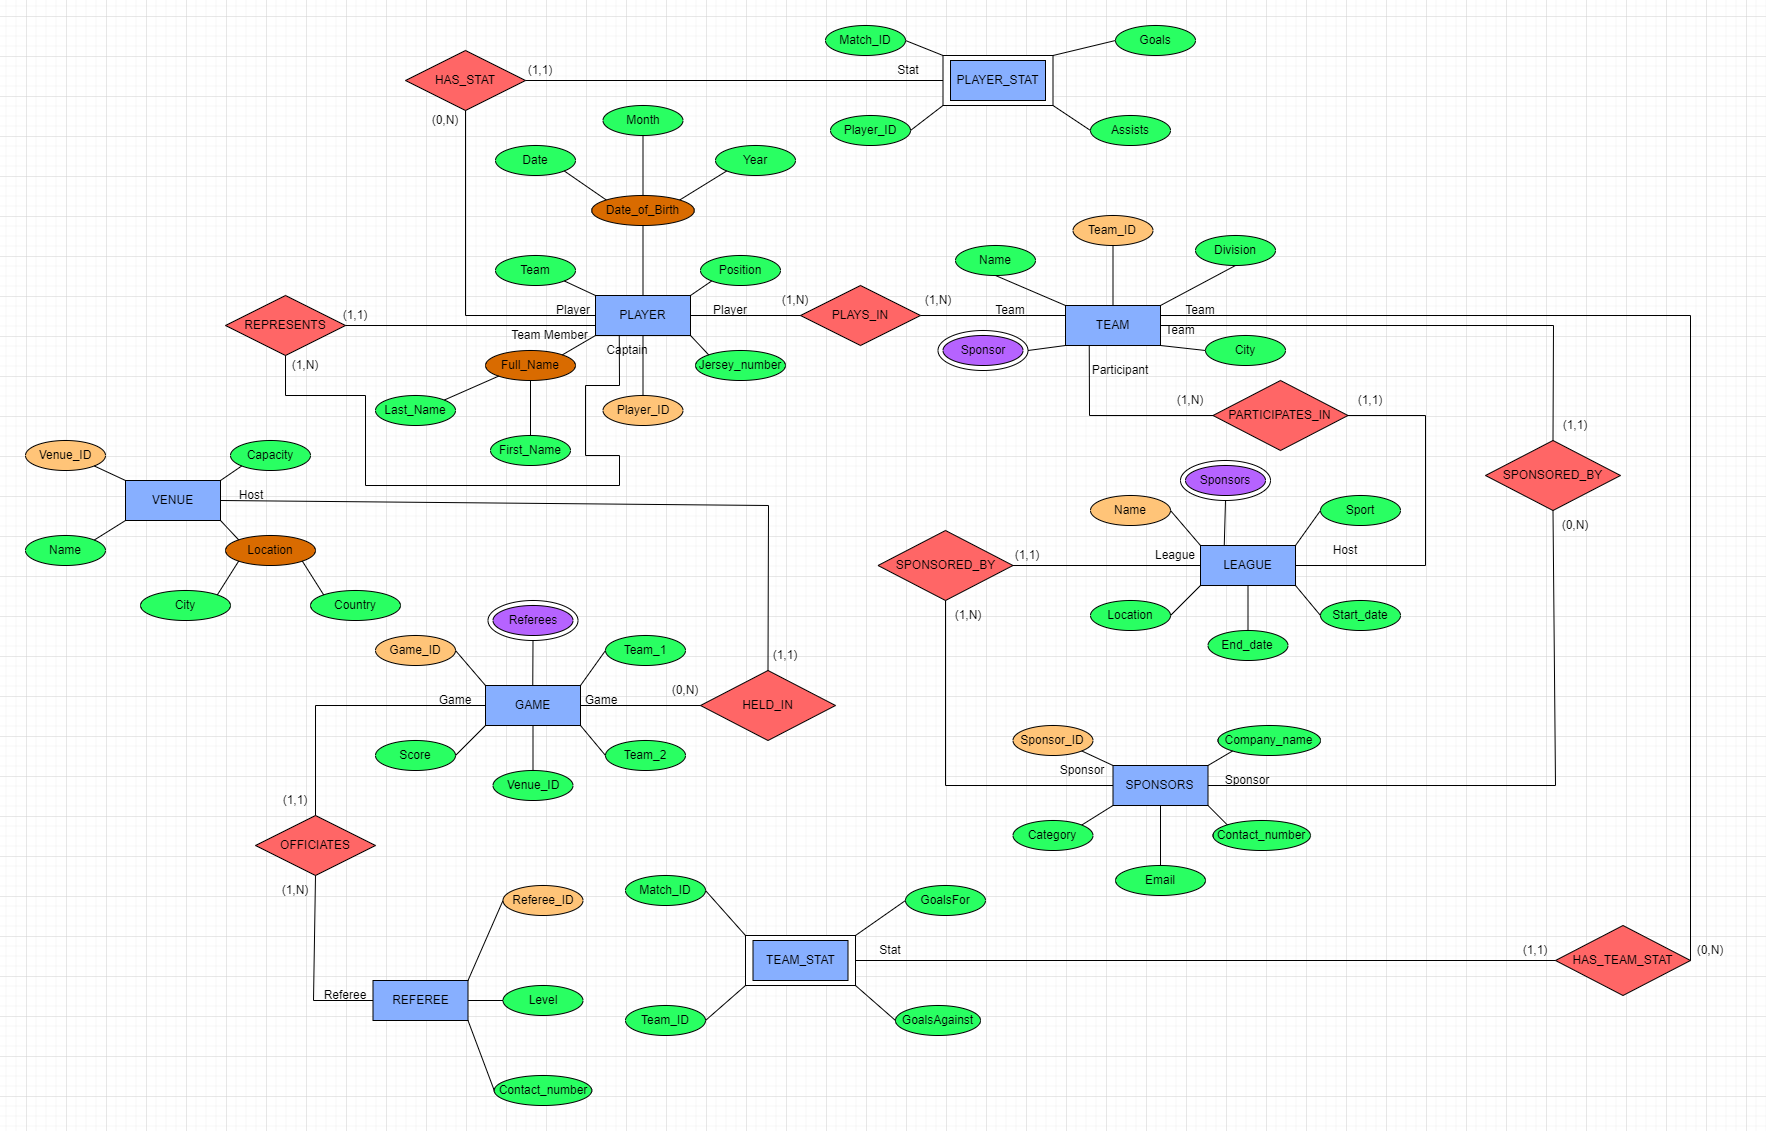 Match_ID
Goals
HAS_STAT
(1,1)
Stat
PLAYER_STAT
(0,N)
Month
Player_ID
Assists
Date
Year
Date_of_Birth
Team_ID
Name
Division
Team
Position
(1,N)
(1,N)
Player
Player
Team
Team
REPRESENTS
(1,1)
PLAYER
PLAYS_IN
TEAM
Team
Team Member
Captain
Sponsor
City
(1,N)
Full_Name
Jersey_number
Participant
Last_Name
Player_ID
(1,N)
(1,1)
PARTICIPATES_IN
(1,1)
First_Name
Venue_ID
Capacity
SPONSORED_BY
Sponsors
VENUE
Host
Name
Sport
(0,N)
Name
Location
League
Host
(1,1)
SPONSORED_BY
LEAGUE
City
Country
(1,N)
Location
Start_date
Referees
End_date
Game_ID
Team_1
(1,1)
(0,N)
Game
GAME
Game
HELD_IN
Sponsor_ID
Company_name
Score
Team_2
Sponsor
SPONSORS
Sponsor
Venue_ID
(1,1)
Category
Contact_number
OFFICIATES
Email
(1,N)
Referee_ID
Match_ID
GoalsFor
Stat
(1,1)
(0,N)
TEAM_STAT
HAS_TEAM_STAT
Referee
REFEREE
Level
Team_ID
GoalsAgainst
Contact_number